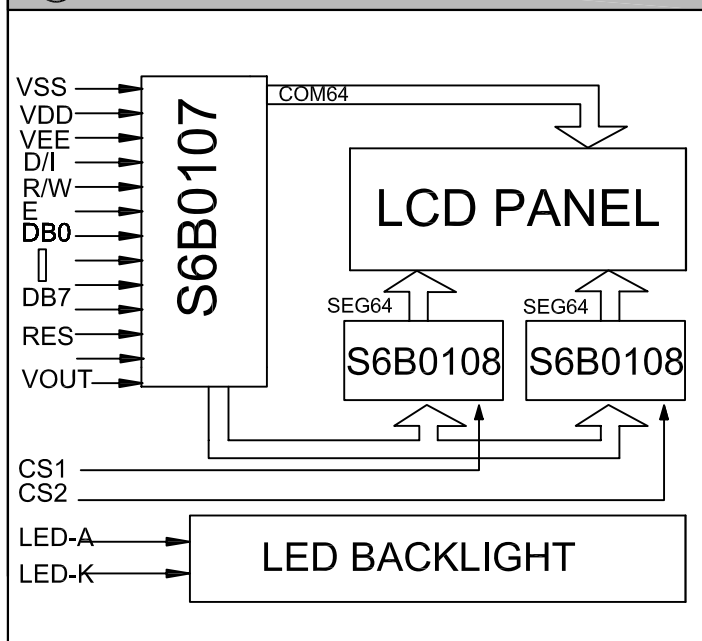 VSS
VDD
VEE
D/I
R/W
E
DB0
DB7
RES
VOUT
S6B0107
COM64
LCD PANEL
SEG64
SEG64
S6B0108
S6B0108
CS1
CS2
LED-A
LED-K
LED BACKLIGHT